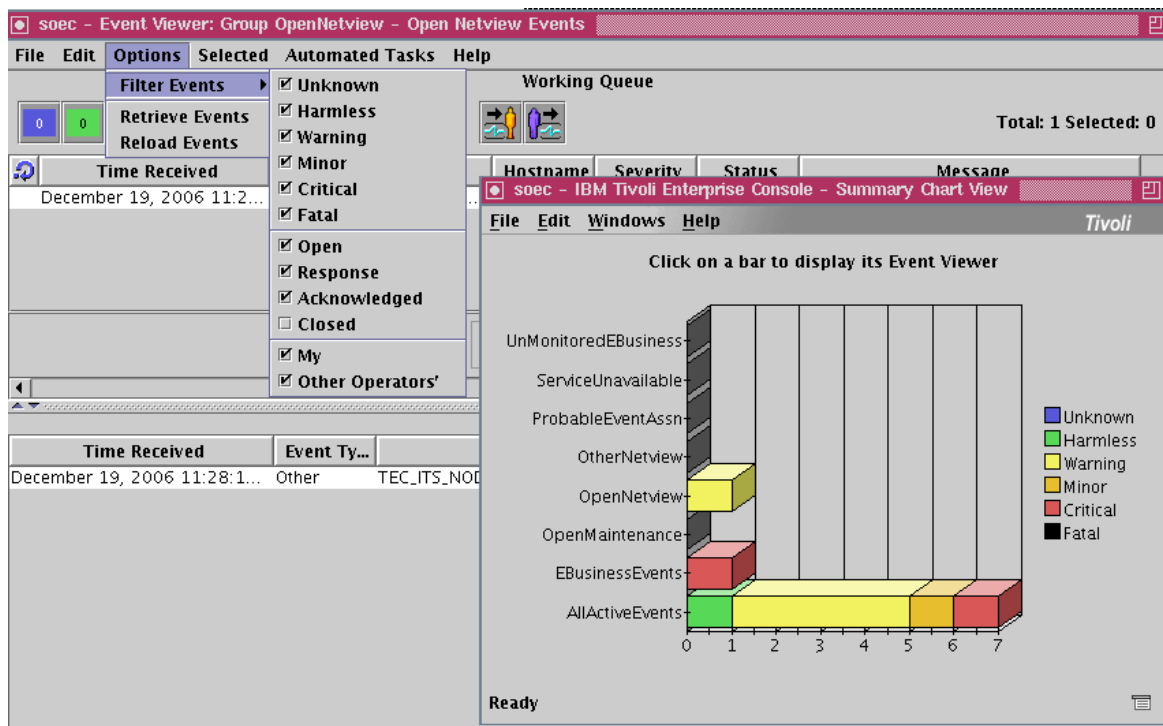 soec – Event Viewer: Group OpenNetview – Open Netview Events
File Edit Options Selected Automated Tasks Help
Filter Events
Retrieve Events
Reload Events
Unknown
Harmless
Warning
Minor
Critical
Fatal
Open
Response
Acknowledged
Closed
My
Other Operators'
Working Queue
0 0
Total: 1 Selected: 0
Time Received Hostname Severity Status Message
December 19, 2006 11:2...
Time Received Event Ty...
December 19, 2006 11:28:1... Other TEC_ITS_NOD
soec – IBM Tivoli Enterprise Console – Summary Chart View
File Edit Windows Help Tivoli
Click on a bar to display its Event Viewer
UnMonitoredEBusiness
ServiceUnavailable
ProbableEventAssn
OtherNetview
OpenNetview
OpenMaintenance
EBusinessEvents
AllActiveEvents
0 1 2 3 4 5 6 7
Unknown
Harmless
Warning
Minor
Critical
Fatal
Ready